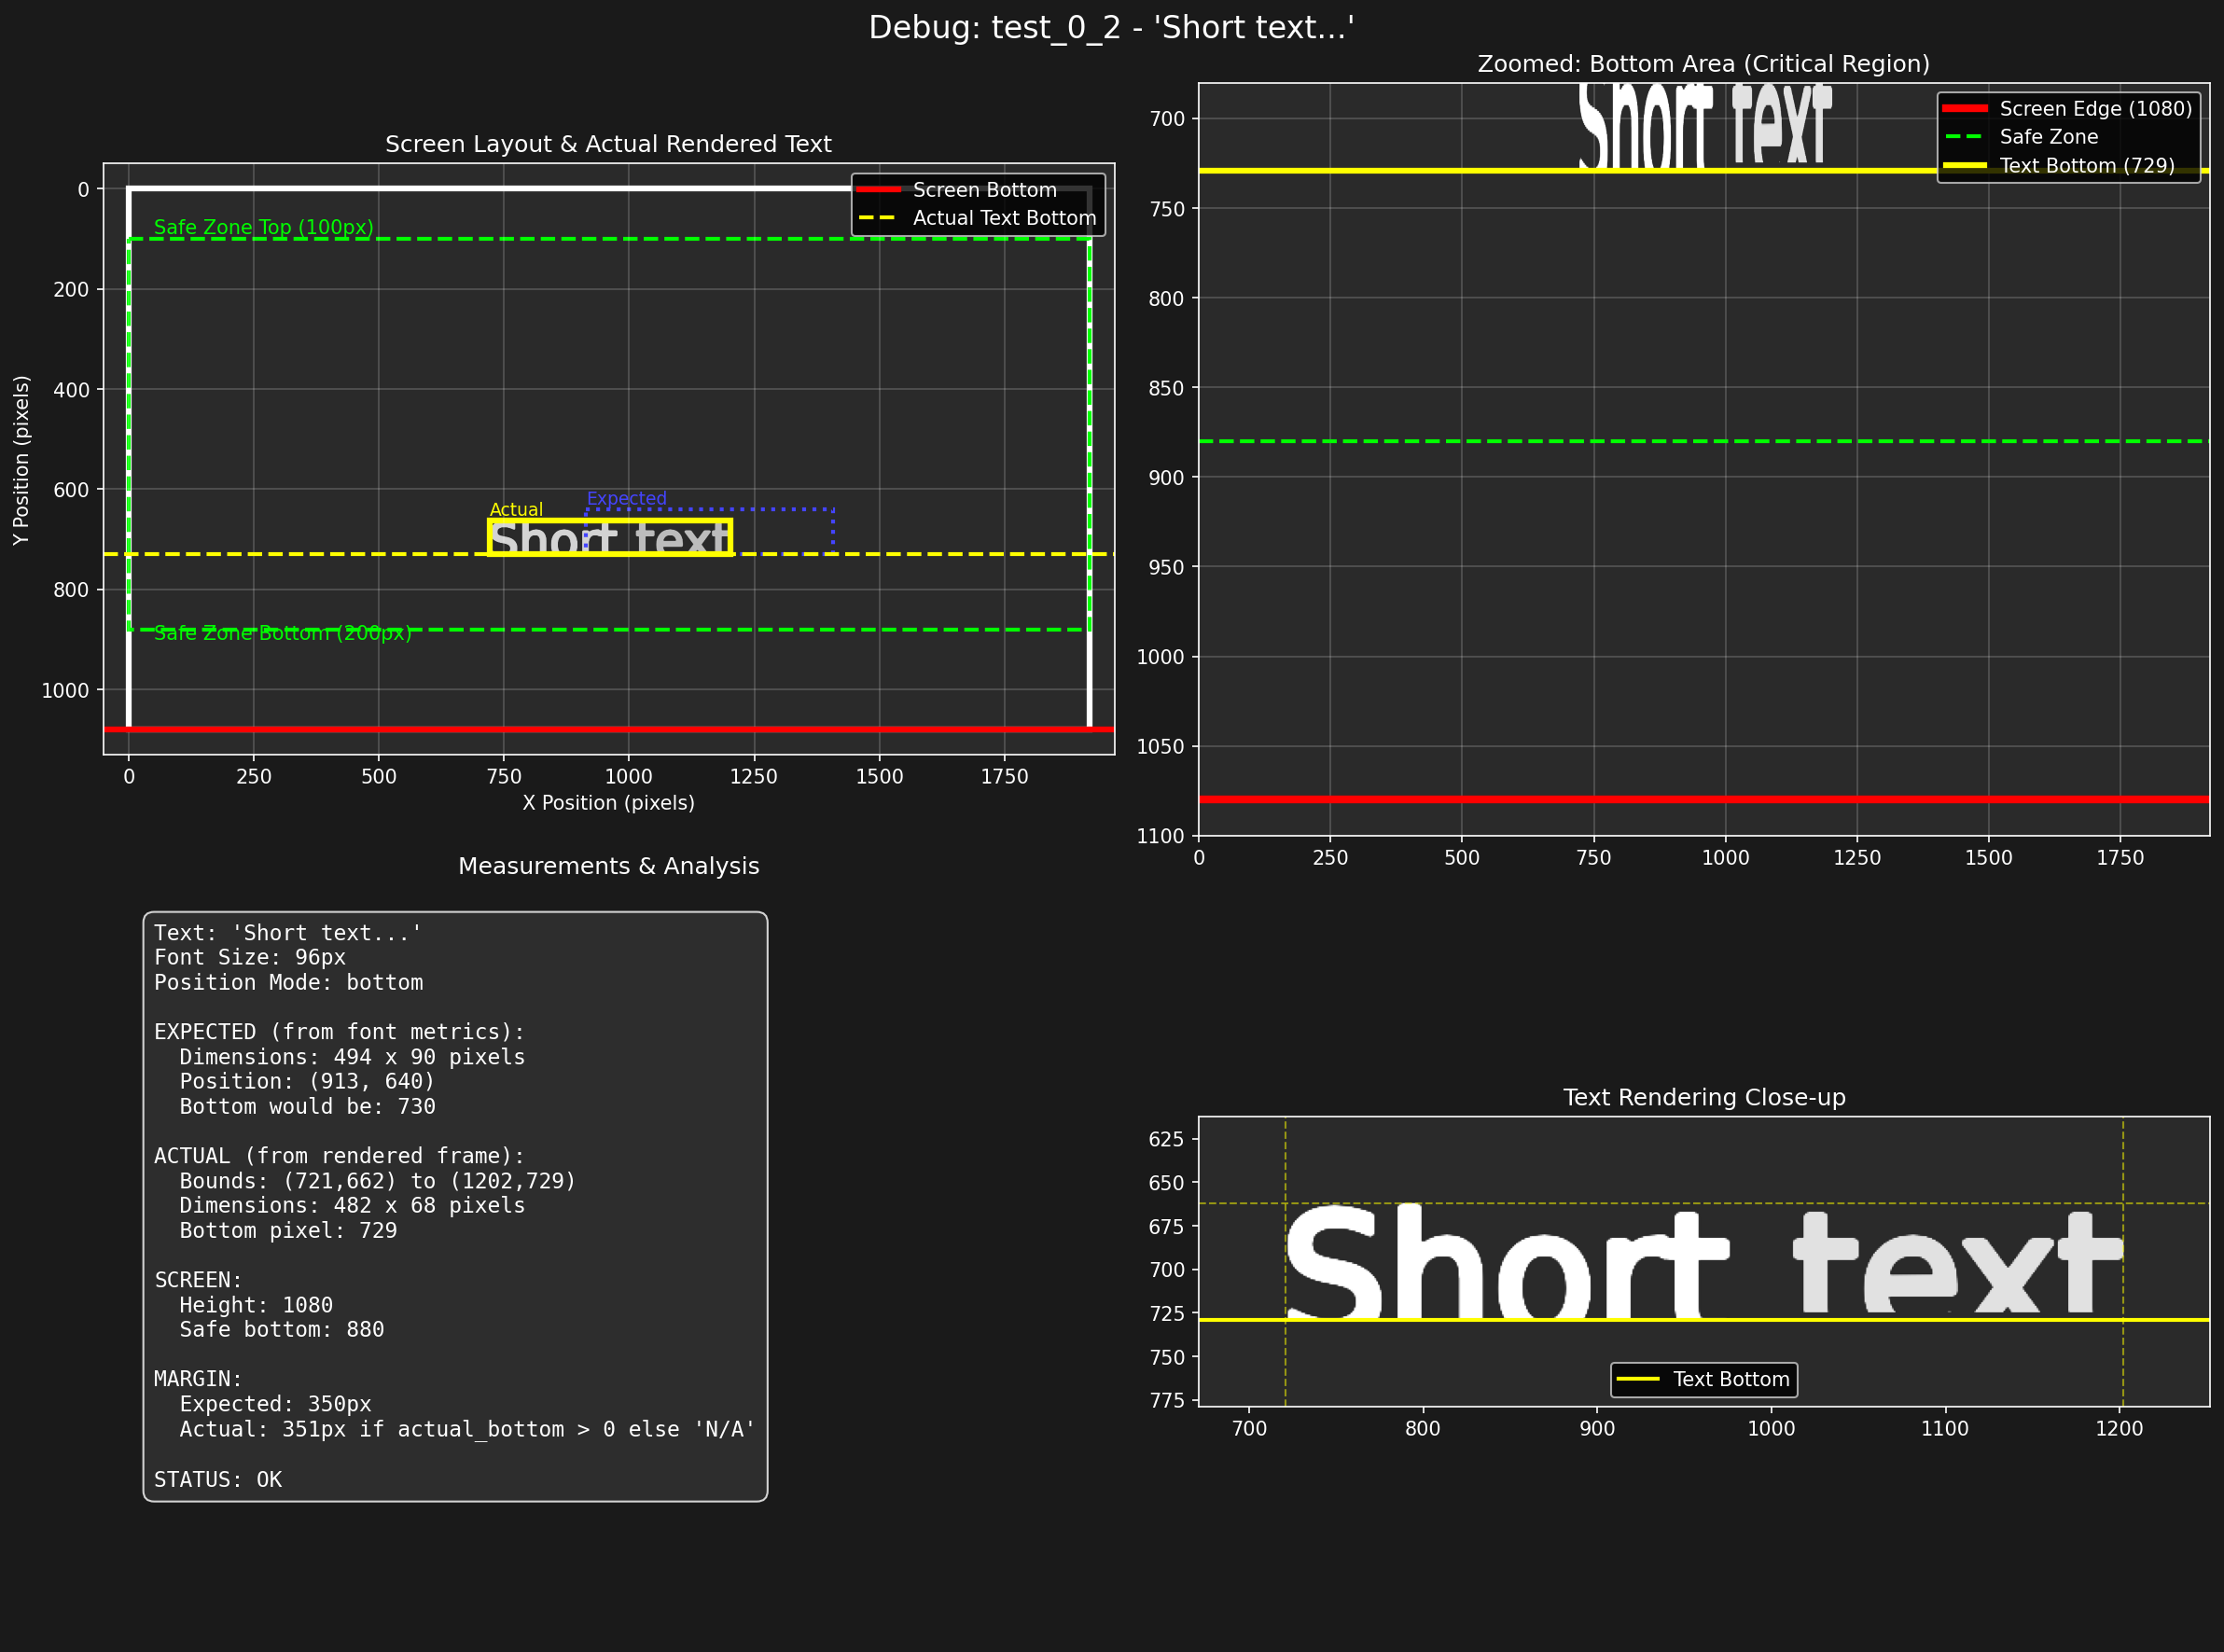 Debug: test_0_2 - 'Short text...'
Screen Layout & Actual Rendered Text
Screen Bottom
Actual Text Bottom
Safe Zone Top (100px)
Expected
Actual
Short text
Safe Zone Bottom (200px)
0
200
400
600
800
1000
Y Position (pixels)
0 250 500 750 1000 1250 1500 1750
X Position (pixels)
Zoomed: Bottom Area (Critical Region)
Short text
Screen Edge (1080)
Safe Zone
Text Bottom (729)
700
750
800
850
900
950
1000
1050
1100
0 250 500 750 1000 1250 1500 1750
Measurements & Analysis
Text: 'Short text...'
Font Size: 96px
Position Mode: bottom
EXPECTED (from font metrics):
Dimensions: 494 x 90 pixels
Position: (913, 640)
Bottom would be: 730
ACTUAL (from rendered frame):
Bounds: (721,662) to (1202,729)
Dimensions: 482 x 68 pixels
Bottom pixel: 729
SCREEN:
Height: 1080
Safe bottom: 880
MARGIN:
Expected: 350px
Actual: 351px if actual_bottom > 0 else 'N/A'
STATUS: OK
Text Rendering Close-up
625
650
675
700
725
750
775
Short text
Text Bottom
700 800 900 1000 1100 1200